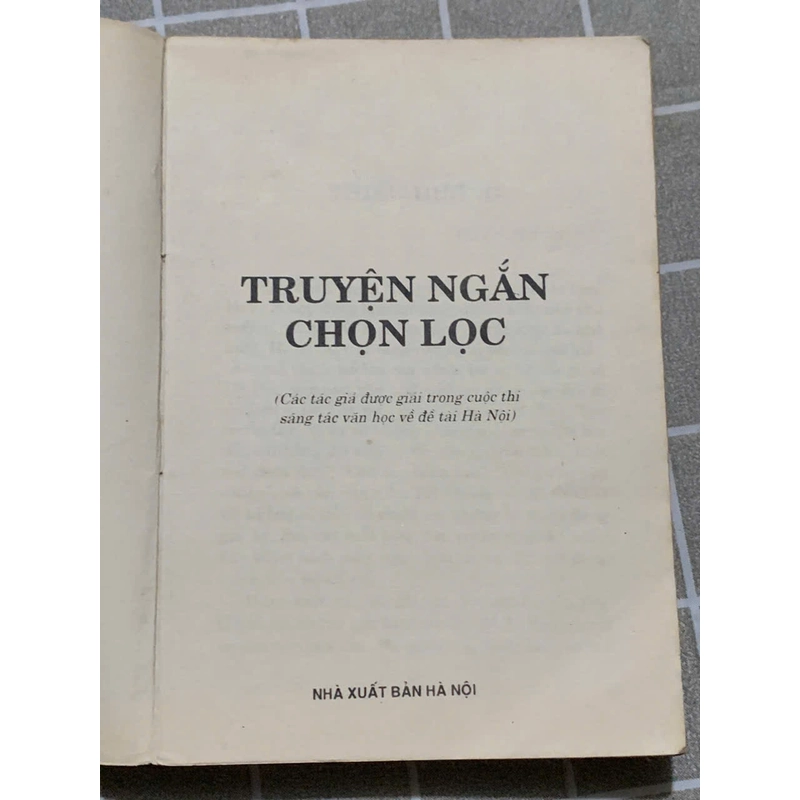 TRUYỆN NGẮN
CHỌN LỌC
(Các tác giả được giải trong cuộc thi
sáng tác văn học về đề tài Hà Nội)
NHÀ XUẤT BẢN HÀ NỘI